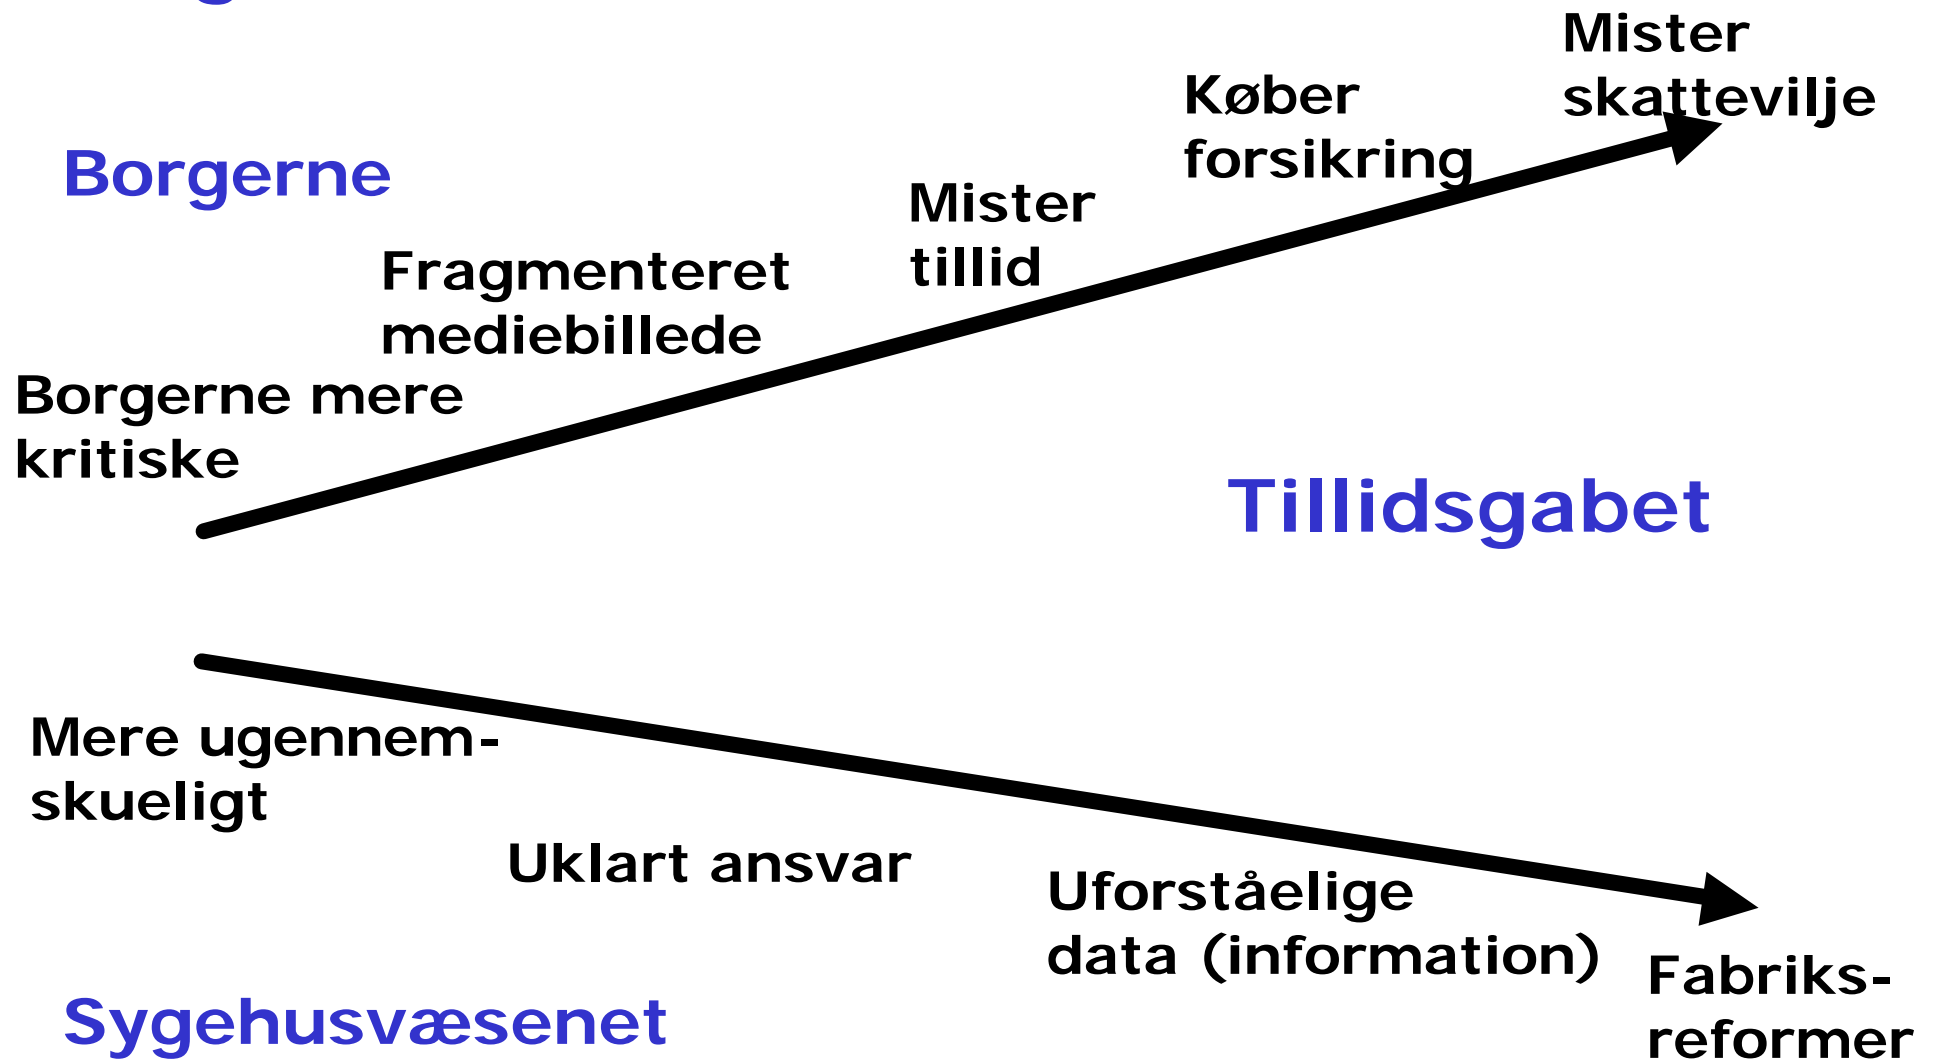 Mister
skattevilje
Køber
forsikring
Borgerne
Mister
tillid
Fragmenteret
mediebillede
Borgerne mere
kritiske
Tillidsgabet
Mere ugennem-
skueligt
Uklart ansvar
Uforståelige
data (information)
Fabriks-
reformer
Sygehusvæsenet